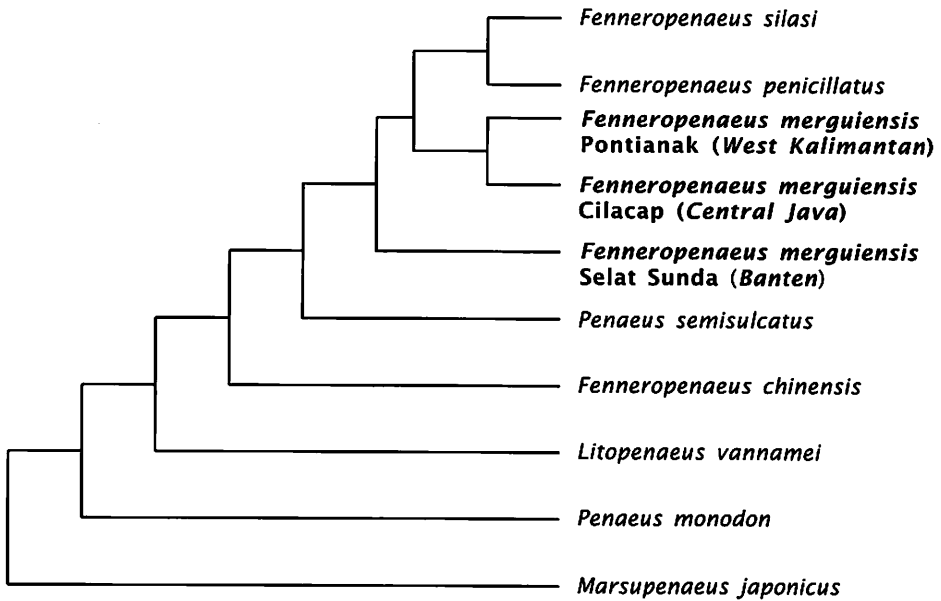 Fenneropenaeus silasi
Fenneropenaeus penicillatus
Fenneropenaeus merguiensis
Pontianak (West Kalimantan)
Fenneropenaeus merguiensis
Cilacap (Central Java)
Fenneropenaeus merguiensis
Selat Sunda (Banten)
Penaeus semisulcatus
Fenneropenaeus chinensis
Litopenaeus vannamei
Penaeus monodon
Marsupenaeus japonicus